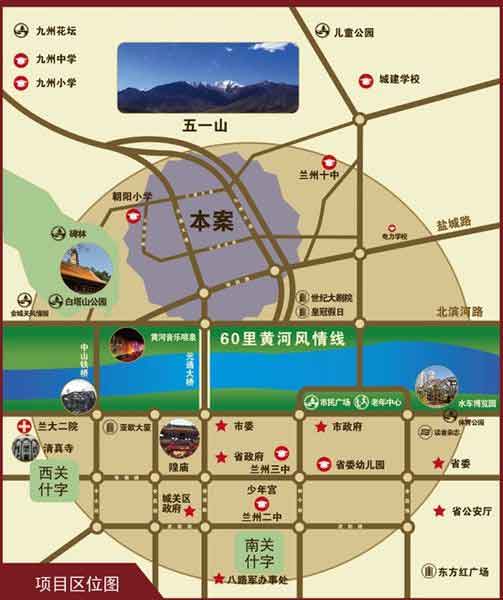 九州花坛
九州中学
九州小学
儿童公园
城建学校
五一山
兰州十中
朝阳小学
本案
盐城路
电力学校
碑林
白塔山公园
金城关风情园
世纪大剧院
皇冠假日
北滨河路
黄河音乐喷泉
60里黄河风情线
中山铁桥
元通大桥
市民广场
老年中心
水车博览园
体育公园
兰大二院
清真寺
亚欧大厦
隍庙
市委
市政府
读者杂志
省政府
兰州三中
省委幼儿园
省委
西关
什字
城关区
政府
少年宫
兰州二中
省公安厅
南关
什字
八路军办事处
东方红广场
项目区位图